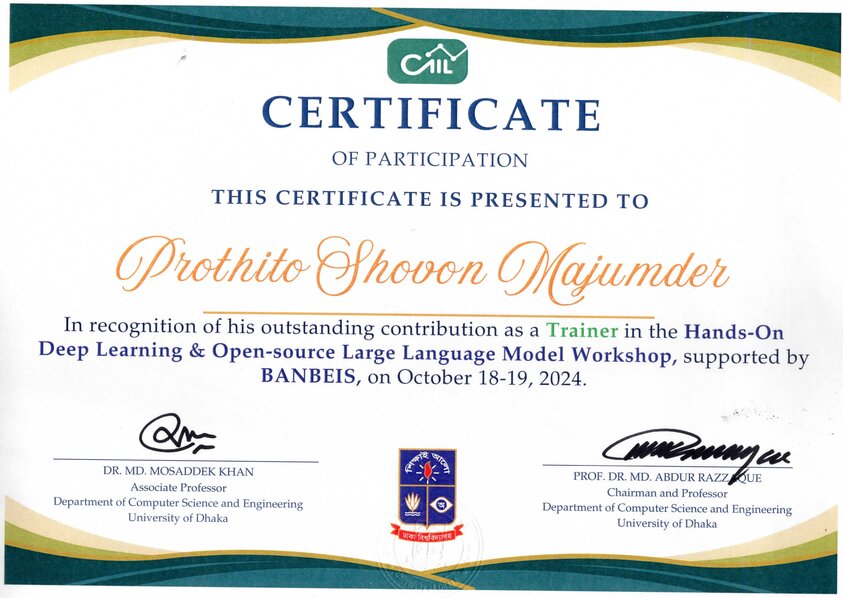 CAIL
CERTIFICATE
OF PARTICIPATION
THIS CERTIFICATE IS PRESENTED TO
Prothito Shovon Majumder
In recognition of his outstanding contribution as a Trainer in the Hands-On
Deep Learning & Open-source Large Language Model Workshop, supported by
BANBEIS, on October 18-19, 2024.
DR. MD. MOSADDEK KHAN
Associate Professor
Department of Computer Science and Engineering
University of Dhaka
শিক্ষাই আলো
অ
ঢাকা বিশ্ববিদ্যালয়
PROF. DR. MD. ABDUR RAZZAQUE
Chairman and Professor
Department of Computer Science and Engineering
University of Dhaka